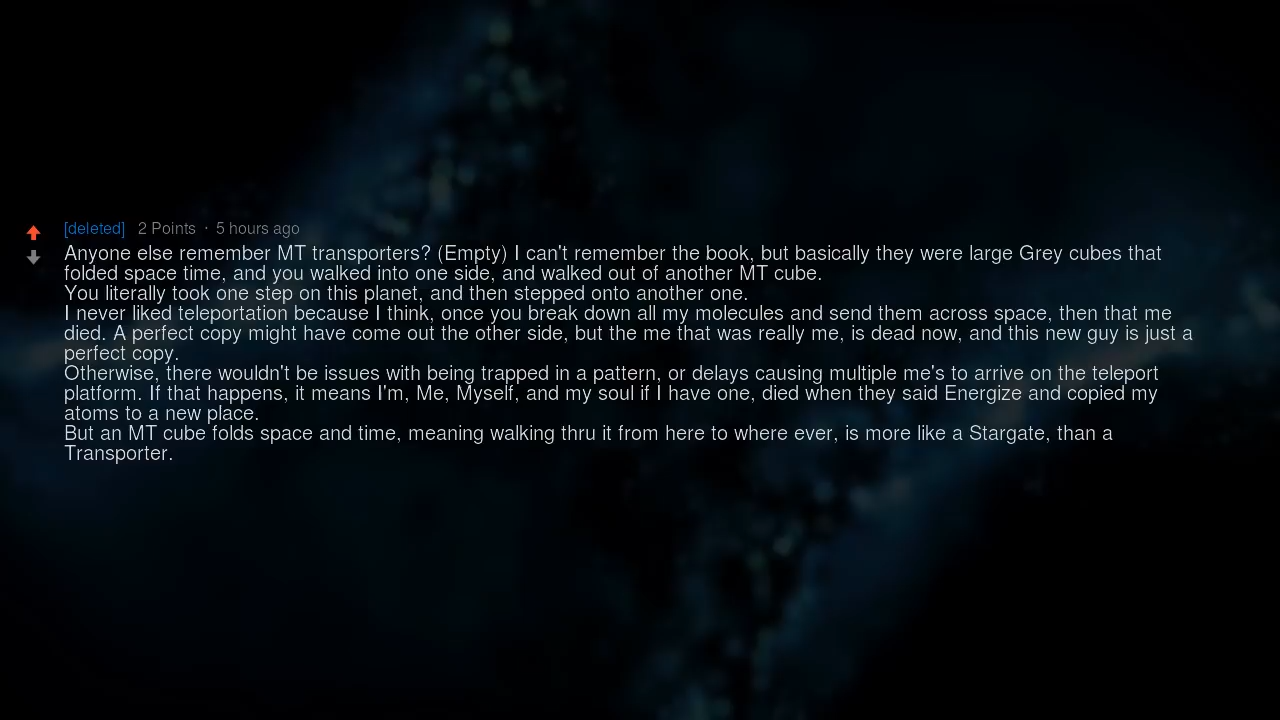 [deleted] 2 Points · 5 hours ago
Anyone else remember MT transporters? (Empty) I can't remember the book, but basically they were large Grey cubes that
folded space time, and you walked into one side, and walked out of another MT cube.
You literally took one step on this planet, and then stepped onto another one.
I never liked teleportation because I think, once you break down all my molecules and send them across space, then that me
died. A perfect copy might have come out the other side, but the me that was really me, is dead now, and this new guy is just a
perfect copy.
Otherwise, there wouldn't be issues with being trapped in a pattern, or delays causing multiple me's to arrive on the teleport
platform. If that happens, it means I'm, Me, Myself, and my soul if I have one, died when they said Energize and copied my
atoms to a new place.
But an MT cube folds space and time, meaning walking thru it from here to where ever, is more like a Stargate, than a
Transporter.